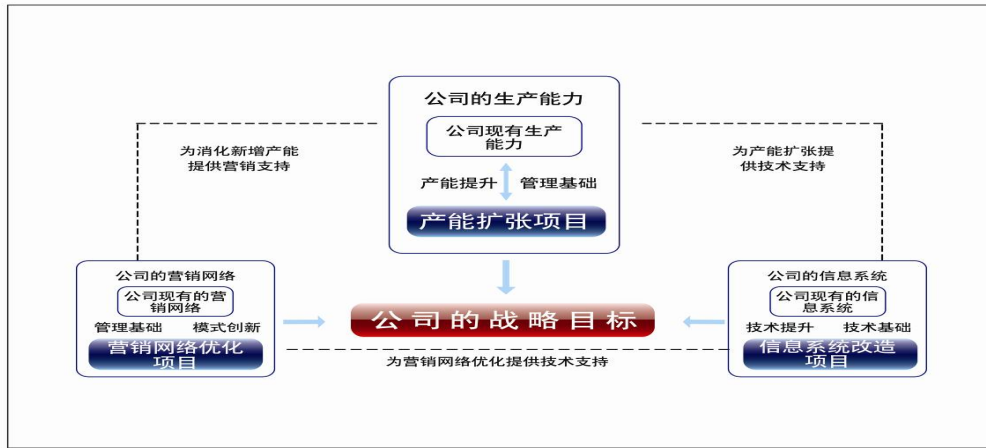 公司的生产能力
公司现有生产
能力
为消化新增产能
提供营销支持
为产能扩张提
供技术支持
产能提升 管理基础
产能扩张项目
公司的营销网络
公司现有的营
销网络
管理基础 模式创新
营销网络优化
项目
公司的战略目标
公司的信息系统
公司现有的信
息系统
技术提升 技术基础
信息系统改造
项目
为营销网络优化提供技术支持